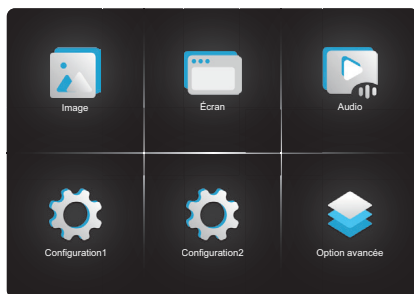 Image
Écran
Audio
Configuration1
Configuration2
Option avancée